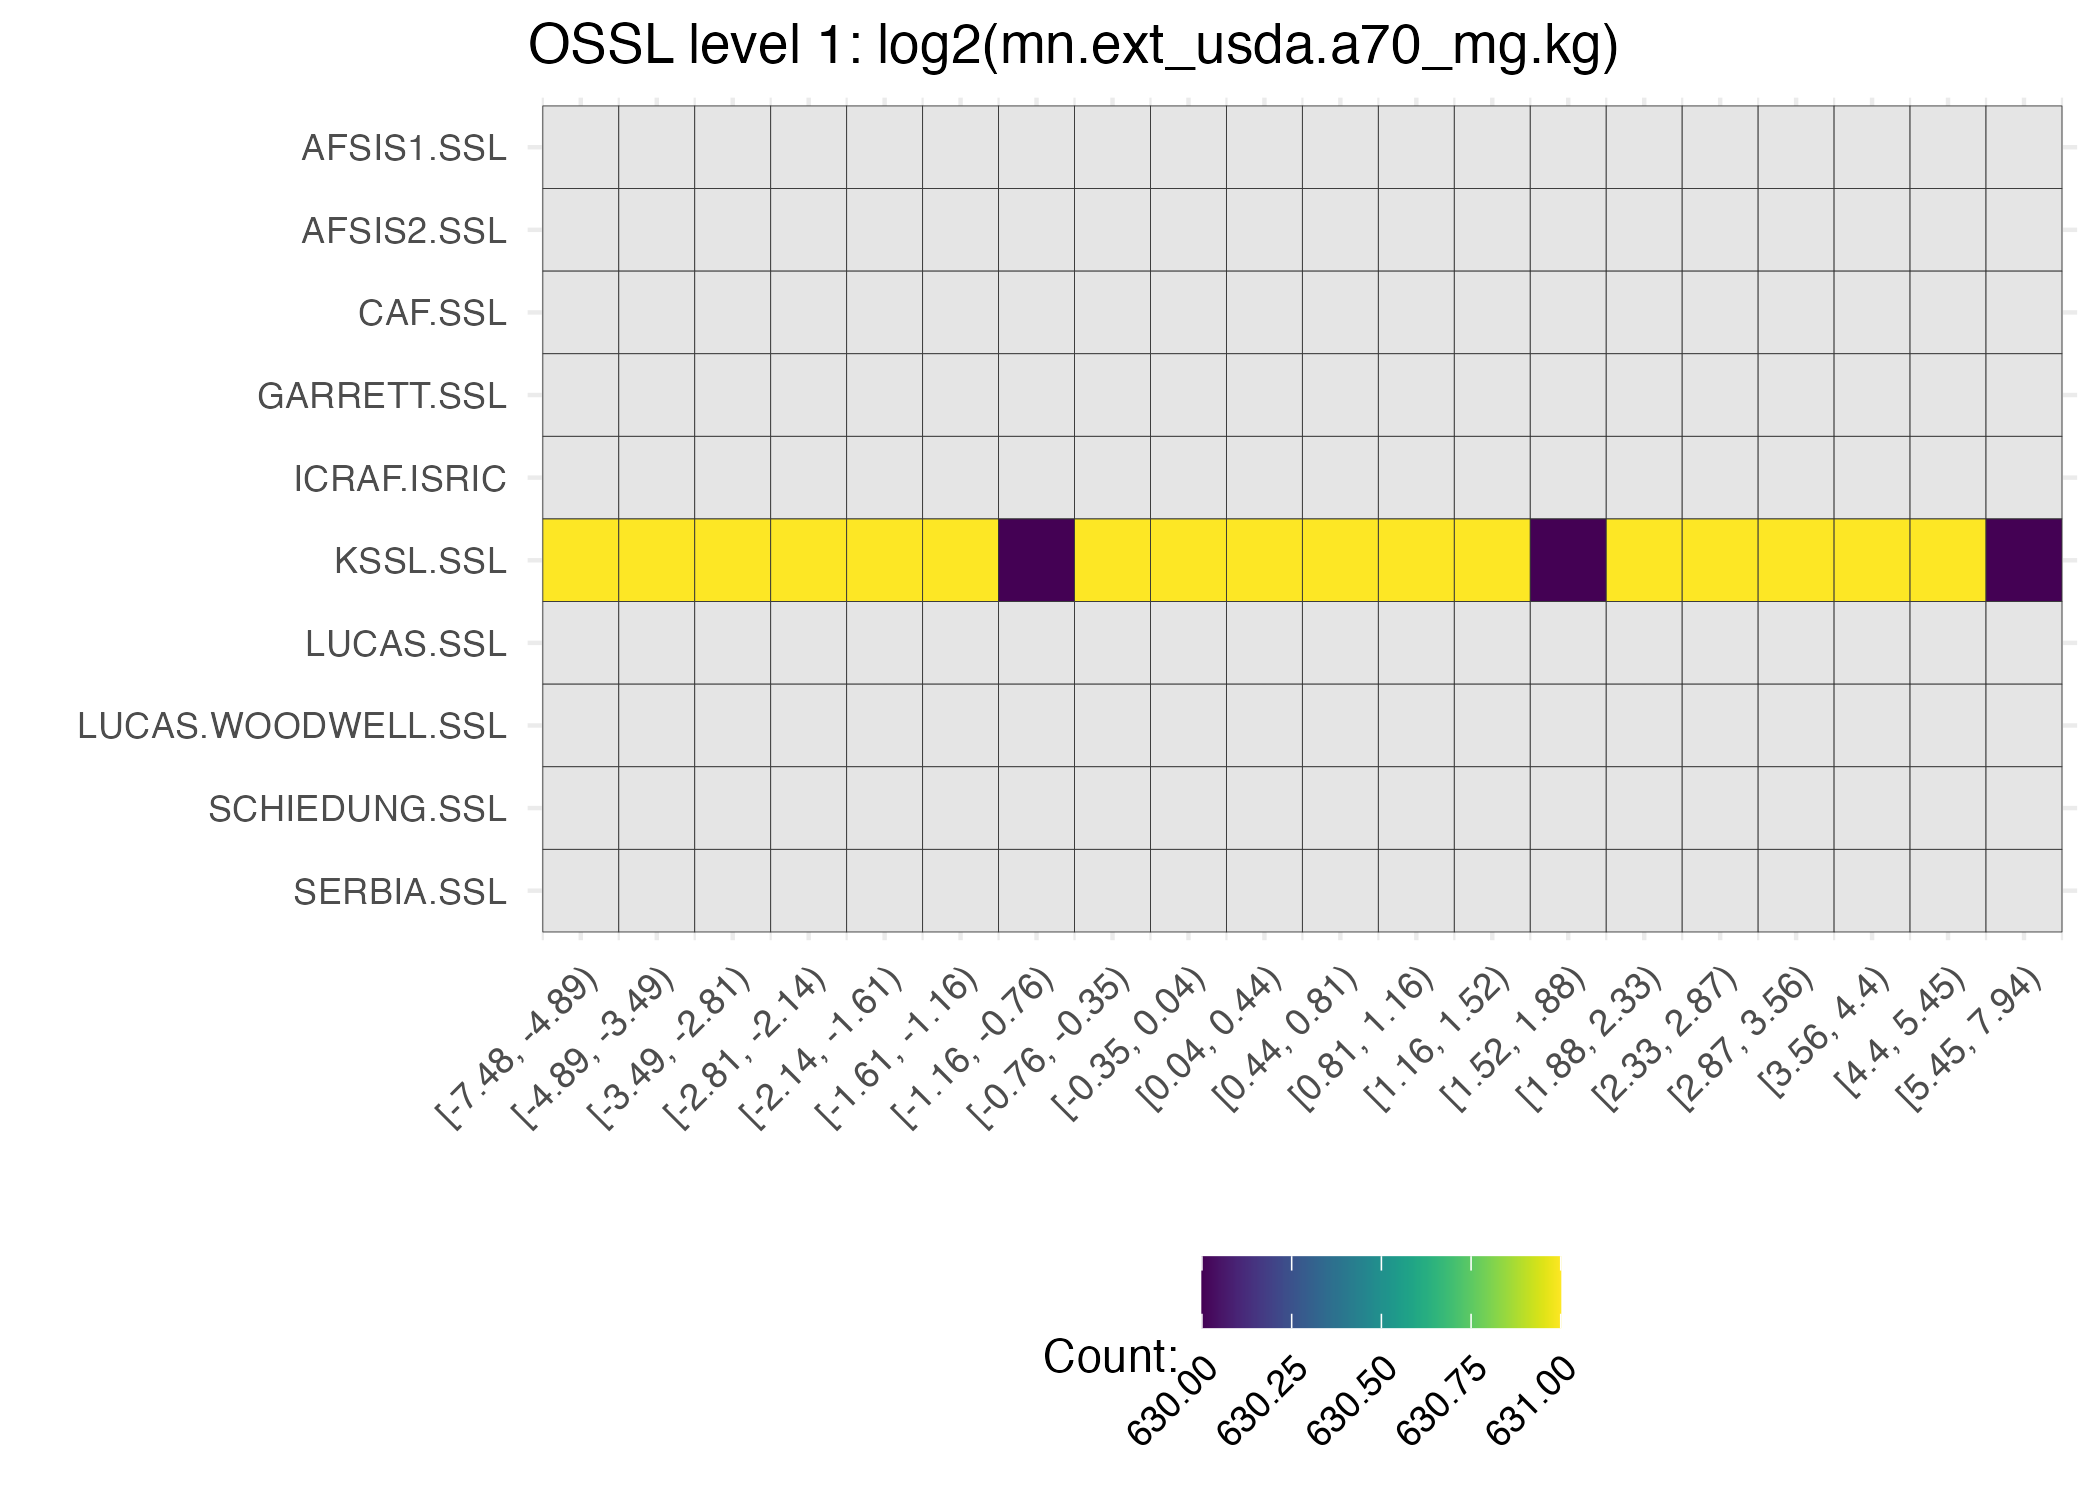 OSSL level 1: log2(mn.ext_usda.a70_mg.kg)
AFSIS1.SSL
AFSIS2.SSL
CAF.SSL
GARRETT.SSL
ICRAF.ISRIC
KSSL.SSL
LUCAS.SSL
LUCAS.WOODWELL.SSL
SCHIEDUNG.SSL
SERBIA.SSL
[-7.48, -4.89)
[-4.89, -3.49)
[-3.49, -2.81)
[-2.81, -2.14)
[-2.14, -1.61)
[-1.61, -1.16)
[-1.16, -0.76)
[-0.76, -0.35)
[-0.35, 0.04)
[0.04, 0.44)
[0.44, 0.81)
[0.81, 1.16)
[1.16, 1.52)
[1.52, 1.88)
[1.88, 2.33)
[2.33, 2.87)
[2.87, 3.56)
[3.56, 4.4)
[4.4, 5.45)
[5.45, 7.94)
Count:
630.00
630.25
630.50
630.75
631.00